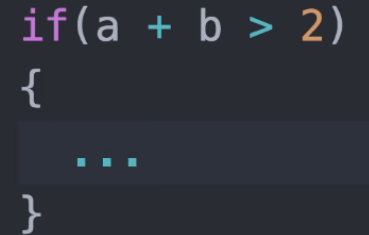 if(a + b > 2)
{
...
}